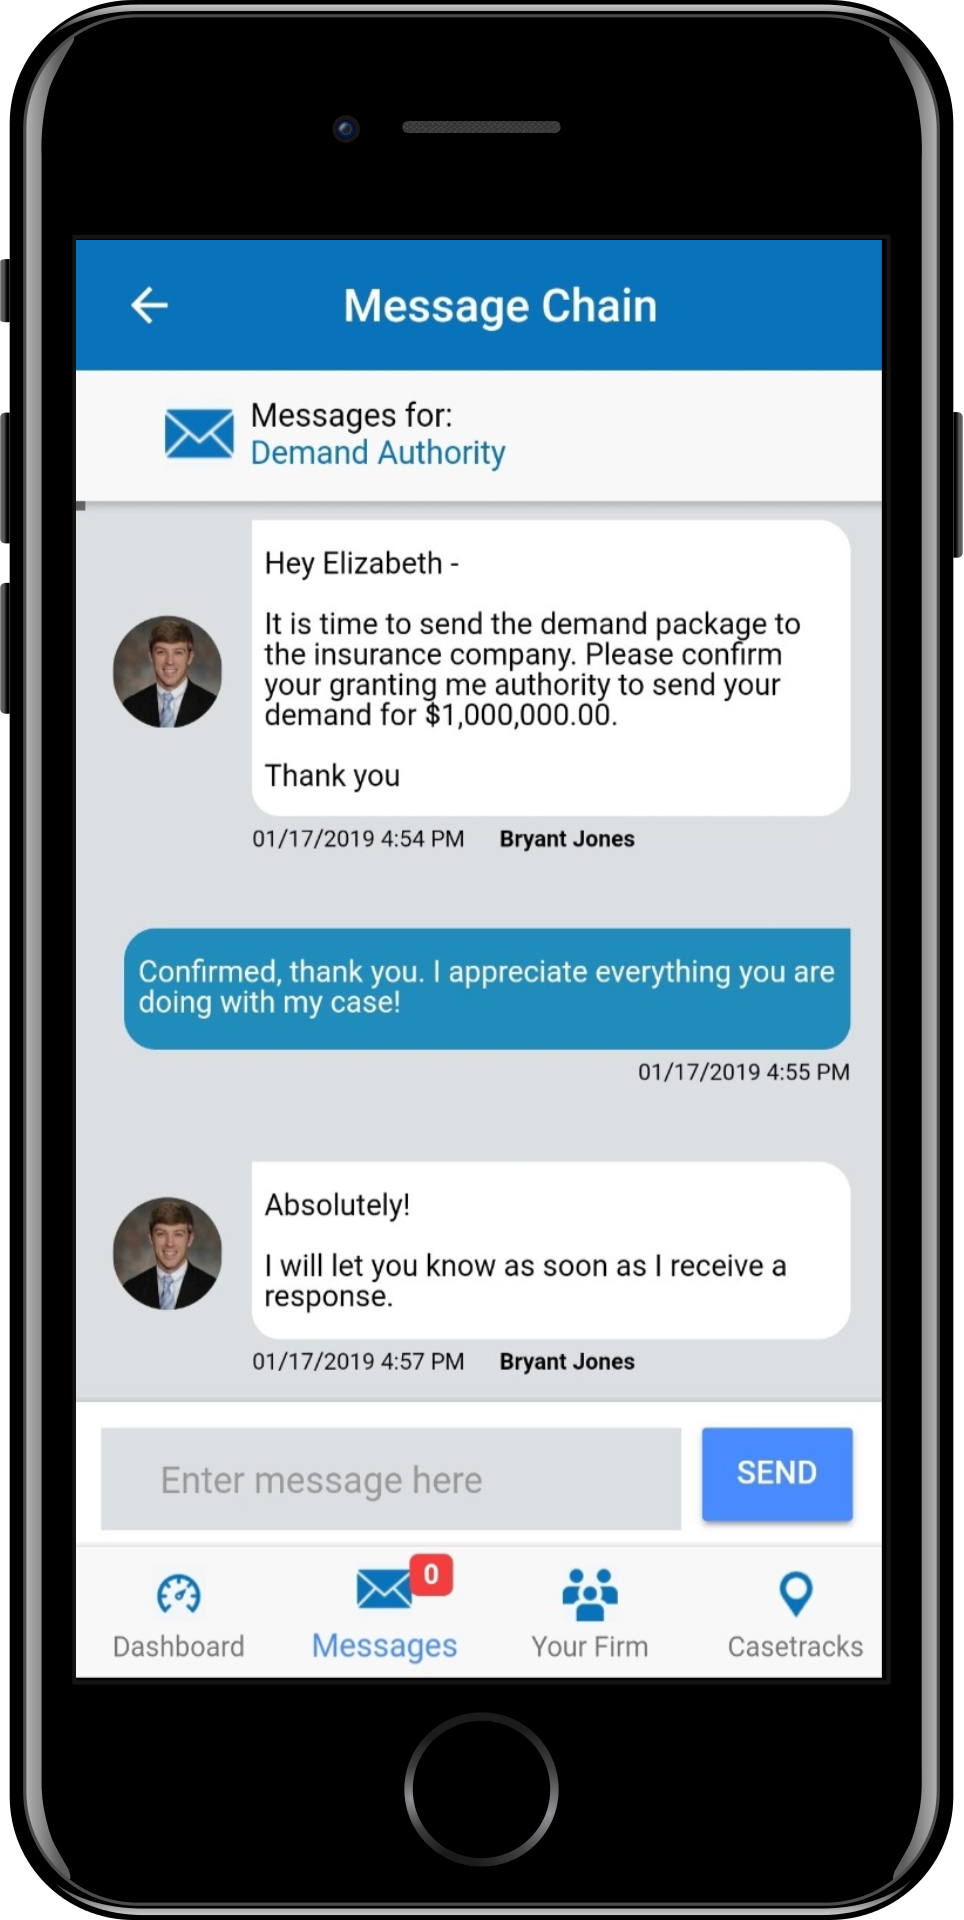 Message Chain
Messages for:
Demand Authority
Hey Elizabeth -
It is time to send the demand package to
the insurance company. Please confirm
your granting me authority to send your
demand for $1,000,000.00.
Thank you
01/17/2019 4:54 PM Bryant Jones
Confirmed, thank you. I appreciate everything you are
doing with my case!
01/17/2019 4:55 PM
Absolutely!
I will let you know as soon as I receive a
response.
01/17/2019 4:57 PM Bryant Jones
Enter message here
SEND
0
Dashboard Messages Your Firm Casetracks